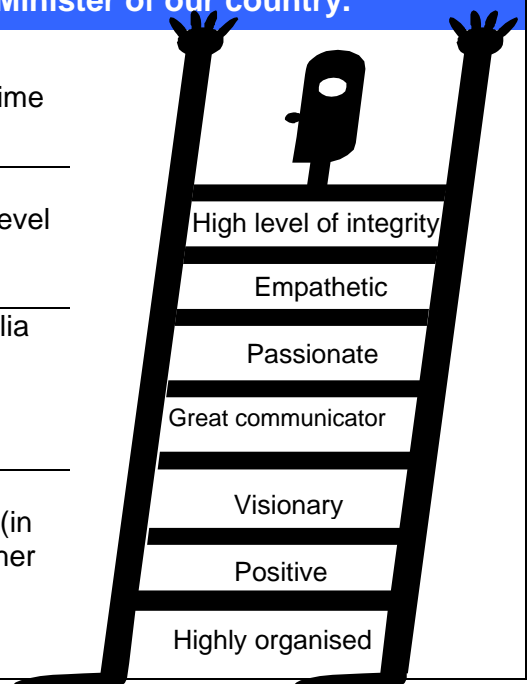 Minister of our country.
ime
evel
High level of integrity
Empathetic
lia
Passionate
Great communicator
Visionary
(in
ner
Positive
Highly organised